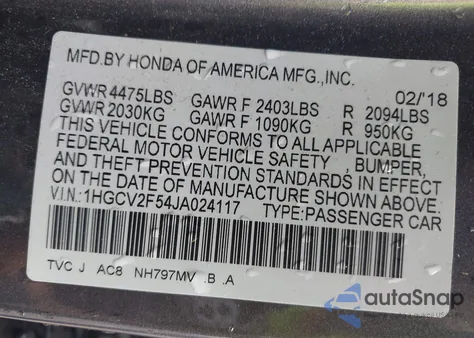 MFD.BY HONDA OF AMERICA MFG.,INC.
02/'18
GVWR 4475LBS GAWR F 2403LBS R 2094LBS
GVWR 2030KG GAWR F 1090KG R 950KG
THIS VEHICLE CONFORMS TO ALL APPLICABLE
FEDERAL MOTOR VEHICLE SAFETY , BUMPER,
AND THEFT PREVENTION STANDARDS IN EFFECT
ON THE DATE OF MANUFACTURE SHOWN ABOVE.
V.I.N.:1HGCV2F54JA024117 TYPE:PASSENGER CAR
TVC J AC8 NH797MV .B .A
autoSnap